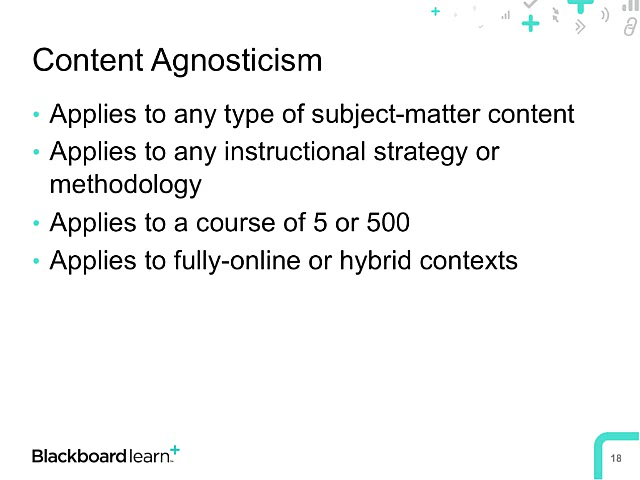 Content Agnosticism
• Applies to any type of subject-matter content
• Applies to any instructional strategy or
methodology
• Applies to a course of 5 or 500
• Applies to fully-online or hybrid contexts
Blackboard learn+
18